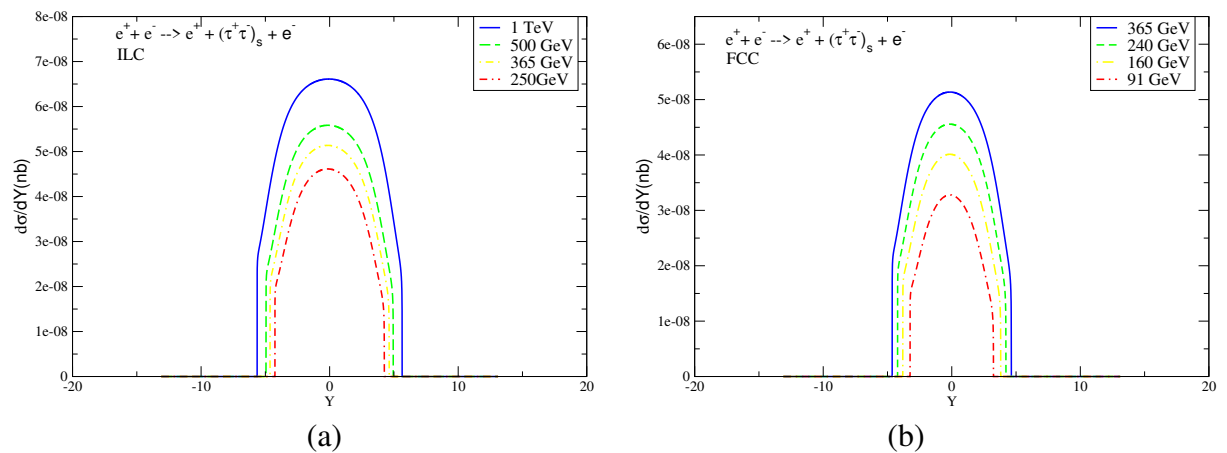 e⁺ + e⁻ --> e⁺ + (τ⁺τ⁻)ₛ + e⁻
ILC
1 TeV
500 GeV
365 GeV
250GeV
8e-08
7e-08
6e-08
5e-08
4e-08
3e-08
2e-08
1e-08
0
dσ/dY(nb)
-20 -10 0 10 20
Y
(a)
e⁺ + e⁻ --> e⁺ + (τ⁺τ⁻)ₛ + e⁻
FCC
365 GeV
240 GeV
160 GeV
91 GeV
6e-08
5e-08
4e-08
3e-08
2e-08
1e-08
0
dσ/dY(nb)
-20 -10 0 10 20
Y
(b)